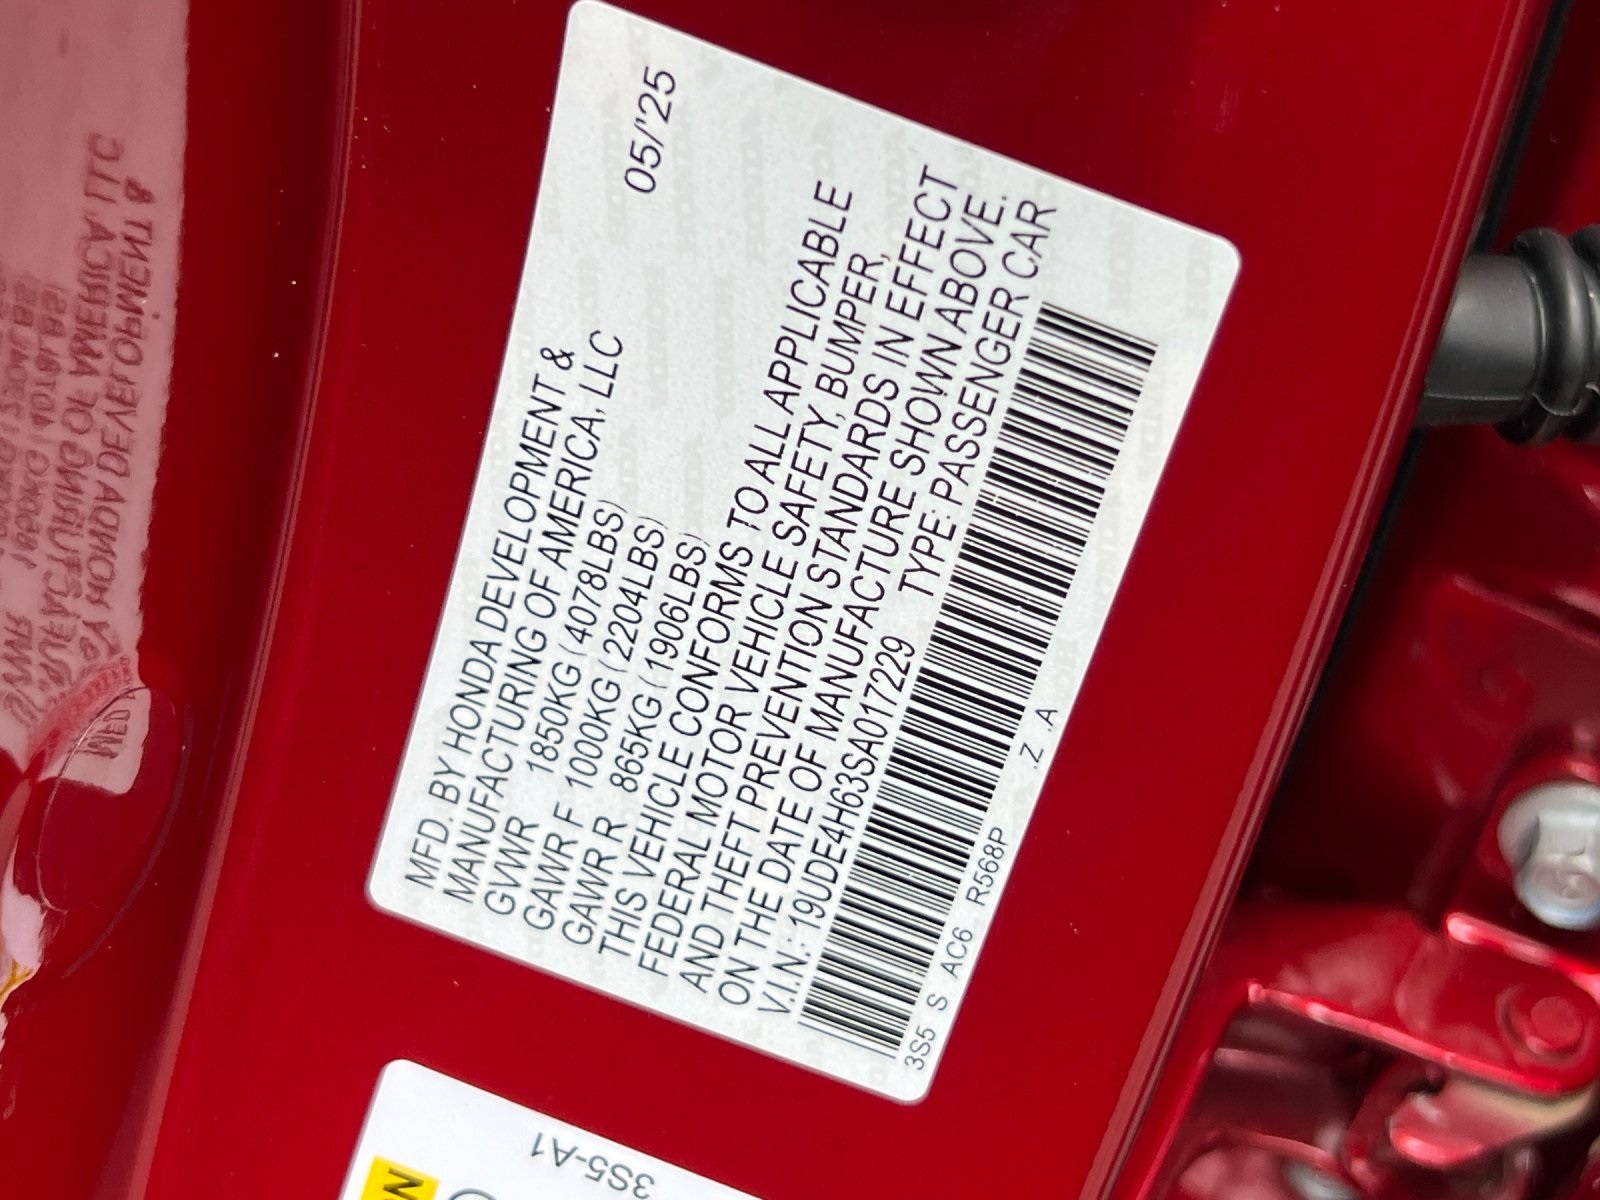 05/'25
MFD. BY HONDA DEVELOPMENT &
MANUFACTURING OF AMERICA, LLC
GVWR 1850KG (4078LBS)
GAWR F 1000KG (2204LBS)
GAWR R 865KG (1906LBS)
THIS VEHICLE CONFORMS TO ALL APPLICABLE
FEDERAL MOTOR VEHICLE SAFETY, BUMPER,
AND THEFT PREVENTION STANDARDS IN EFFECT
ON THE DATE OF MANUFACTURE SHOWN ABOVE.
V.I.N.: 19UDE4H63SA017229 TYPE: PASSENGER CAR
3S5 S AC6 R568P .Z .A
3S5-A1